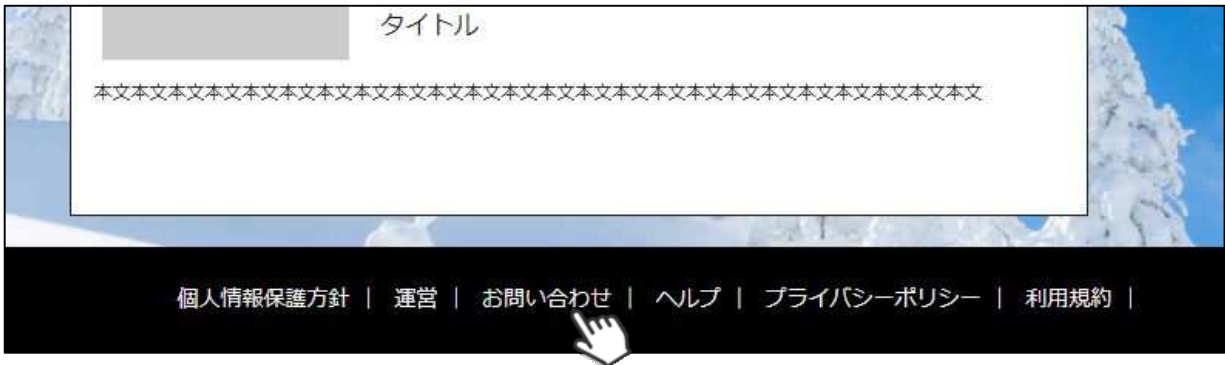 タイトル
本文本文本文本文本文本文本文本文本文本文本文本文本文本文本文本文本文本文本文本文本文本文本文本文
個人情報保護方針 | 運営 | お問い合わせ | ヘルプ | プライバシーポリシー | 利用規約 |